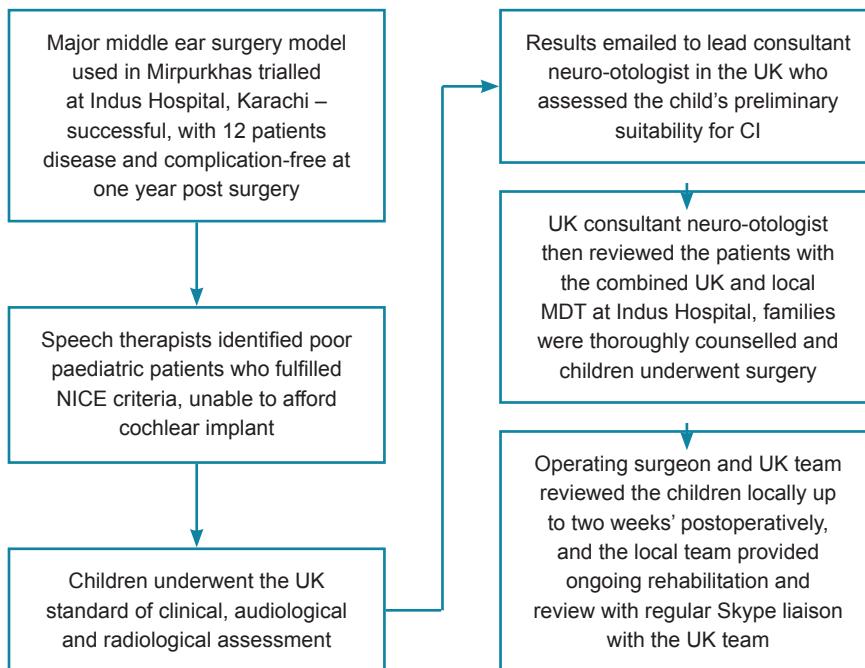 Major middle ear surgery model
used in Mirpurkhas trialled
at Indus Hospital, Karachi –
successful, with 12 patients
disease and complication-free at
one year post surgery
Speech therapists identified poor
paediatric patients who fulfilled
NICE criteria, unable to afford
cochlear implant
Children underwent the UK
standard of clinical, audiological
and radiological assessment
Results emailed to lead consultant
neuro-otologist in the UK who
assessed the child’s preliminary
suitability for CI
UK consultant neuro-otologist
then reviewed the patients with
the combined UK and local
MDT at Indus Hospital, families
were thoroughly counselled and
children underwent surgery
Operating surgeon and UK team
reviewed the children locally up
to two weeks’ postoperatively,
and the local team provided
ongoing rehabilitation and
review with regular Skype liaison
with the UK team